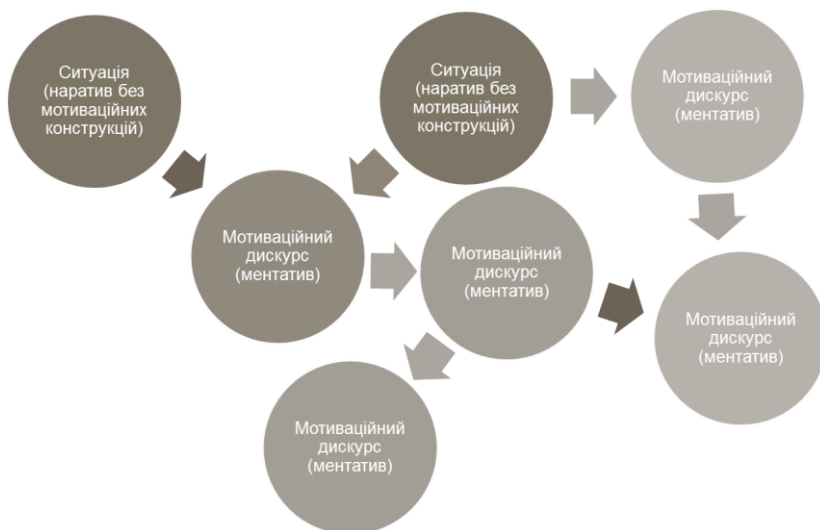 Ситуація
(наратив без
мотиваційних
конструкцій)
Ситуація
(наратив без
мотиваційних
конструкцій)
Мотиваційний
дискурс
(ментатив)
Мотиваційний
дискурс
(ментатив)
Мотиваційний
дискурс
(ментатив)
Мотиваційний
дискурс
(ментатив)
Мотиваційний
дискурс
(ментатив)